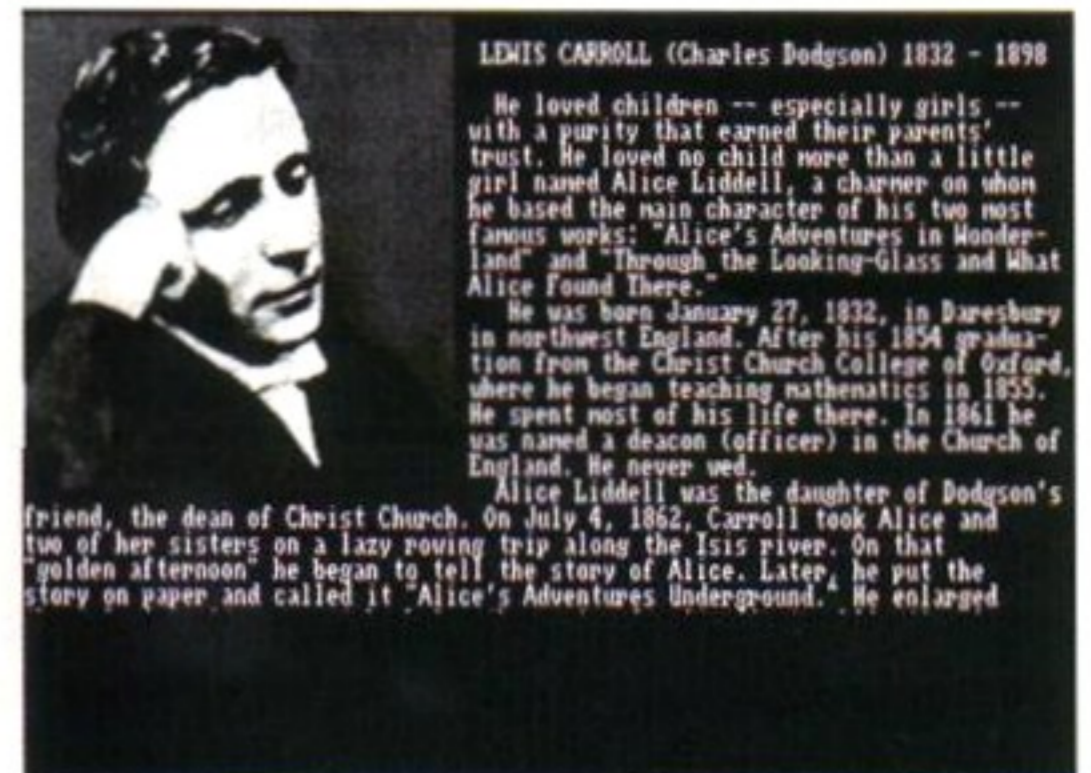 LEWIS CARROLL (Charles Dodgson) 1832 - 1898
He loved children -- especially girls --
with a purity that earned their parents'
trust. He loved no child more than a little
girl named Alice Liddell, a charmer on whom
he based the main character of his two most
famous works: "Alice's Adventures in Wonder-
land" and "Through the Looking-Glass and What
Alice Found There."
He was born January 27, 1832, in Daresbury
in northwest England. After his 1854 gradua-
tion from the Christ Church College of Oxford,
where he began teaching mathematics in 1855.
He spent most of his life there. In 1861 he
was named a deacon (officer) in the Church of
England. He never wed.
Alice Liddell was the daughter of Dodgson's
friend, the dean of Christ Church. On July 4, 1862, Carroll took Alice and
two of her sisters on a lazy rowing trip along the Isis river. On that
"golden afternoon" he began to tell the story of Alice. Later, he put the
story on paper and called it "Alice's Adventures Underground." He enlarged